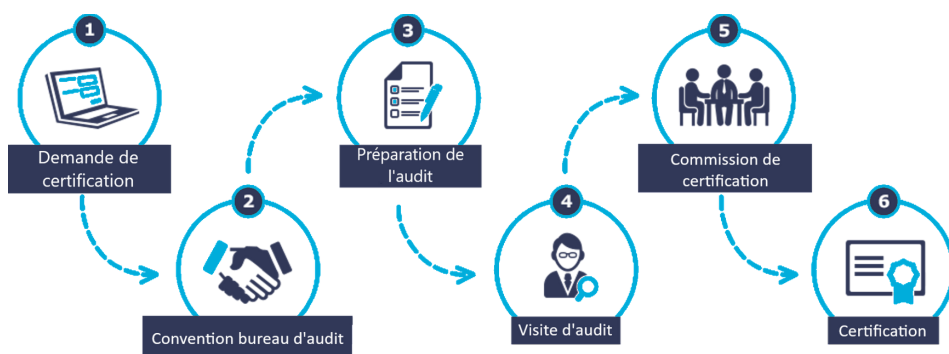 1
Demande de
certification
2
Convention bureau d'audit
3
Préparation de
l'audit
4
Visite d'audit
5
Commission de
certification
6
Certification